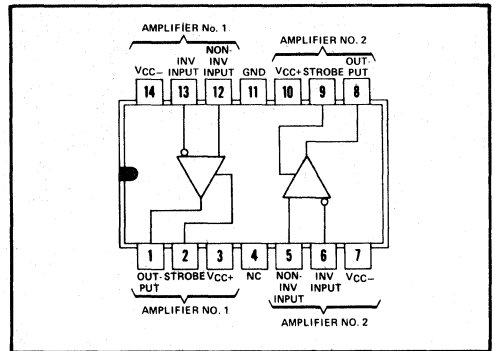 AMPLIFIER No. 1
AMPLIFIER NO. 2
VCC– INV INPUT NON-INV INPUT GND VCC+ STROBE OUT-PUT
14 13 12 11 10 9 8
1 2 3 4 5 6 7
OUT-PUT STROBE VCC+ NC NON-INV INPUT INV INPUT VCC–
AMPLIFIER NO. 1
AMPLIFIER NO. 2